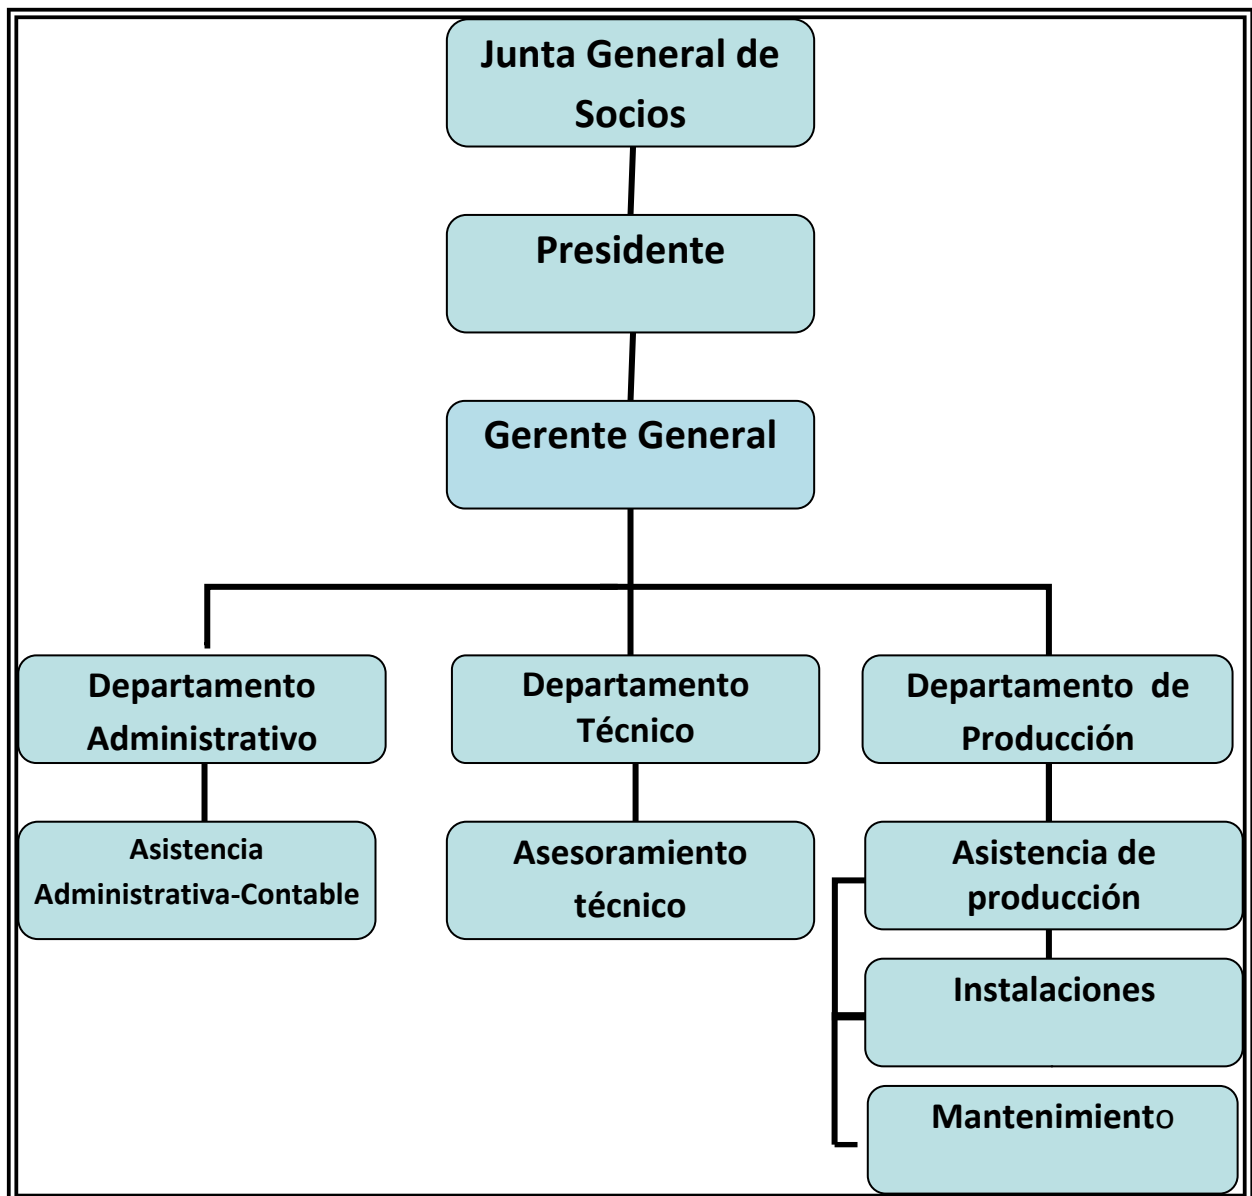 Junta General de
Socios
Presidente
Gerente General
Departamento
Administrativo
Departamento
Técnico
Departamento de
Producción
Asistencia
Administrativa-Contable
Asesoramiento
técnico
Asistencia de
producción
Instalaciones
Mantenimiento